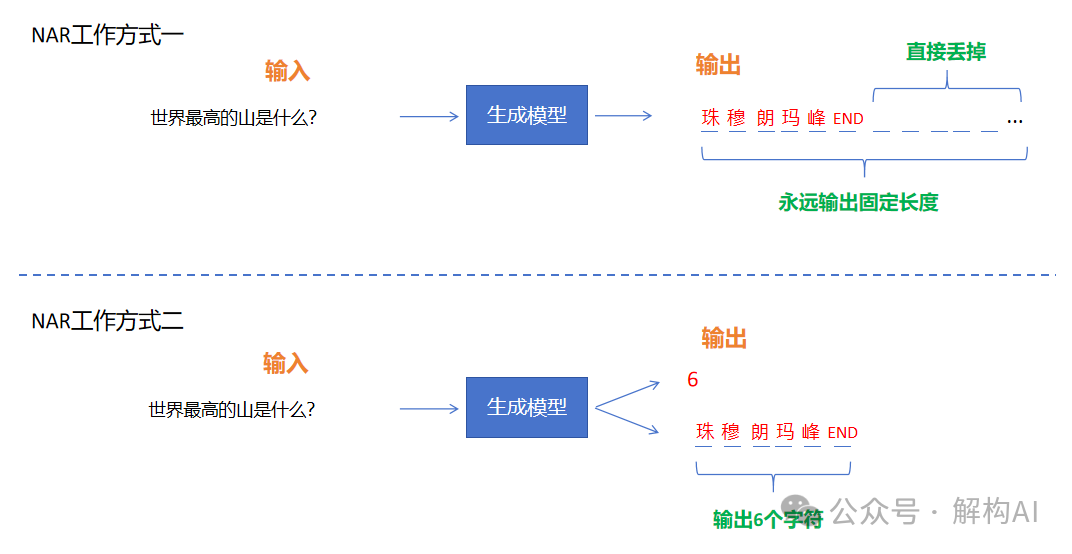 NAR工作方式一
输入
输出
直接丢掉
世界最高的山是什么?
生成模型
珠 穆 朗 玛 峰 END
...
永远输出固定长度
NAR工作方式二
输入
输出
6
世界最高的山是什么?
生成模型
珠 穆 朗 玛 峰 END
输出6个字符
公众号 · 解构AI